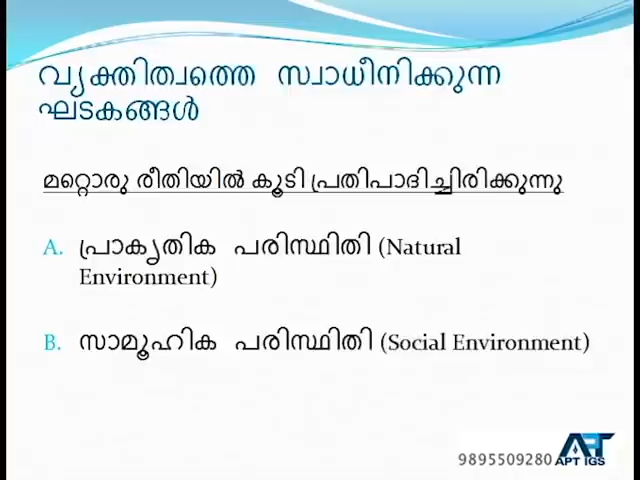 വ്യക്തിത്വത്തെ സ്വാധീനിക്കുന്ന
ഘടകങ്ങൾ
മറ്റൊരു രീതിയിൽ കൂടി പ്രതിപാദിച്ചിരിക്കുന്നു
A. പ്രാകൃതിക പരിസ്ഥിതി (Natural
Environment)
B. സാമൂഹിക പരിസ്ഥിതി (Social Environment)
9895509280
APT IGS